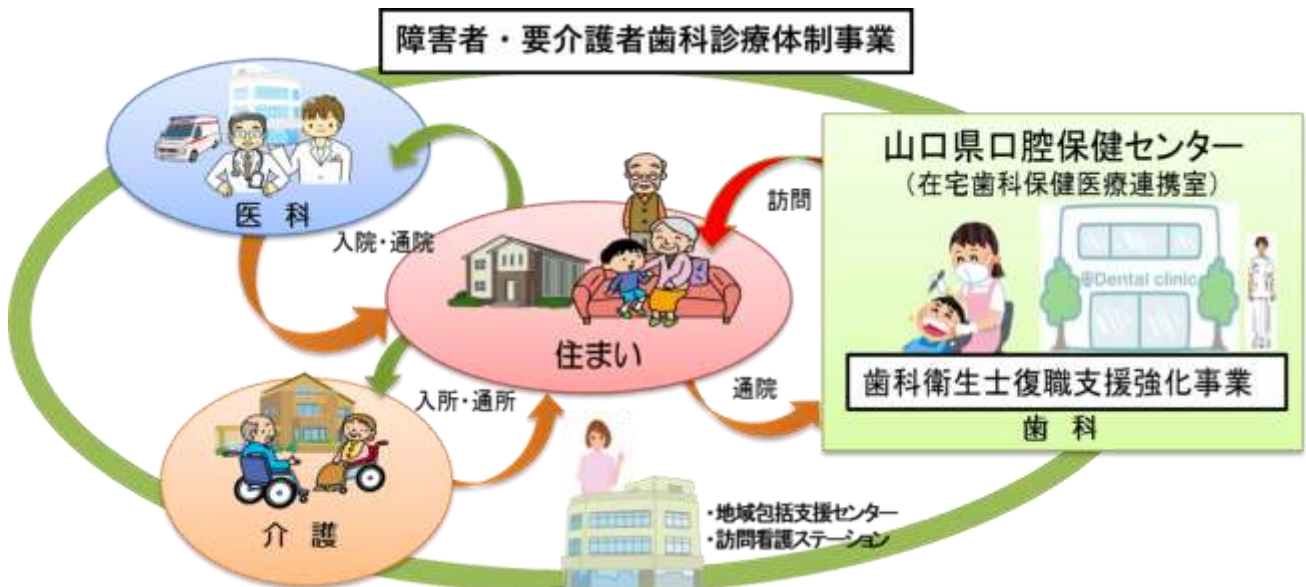 障害者・要介護者歯科診療体制事業
医科
入院・通院
住まい
訪問
山口県口腔保健センター
（在宅歯科保健医療連携室）
Dental clinic
歯科衛生士復職支援強化事業
歯科
通院
入所・通所
介護
・地域包括支援センター
・訪問看護ステーション